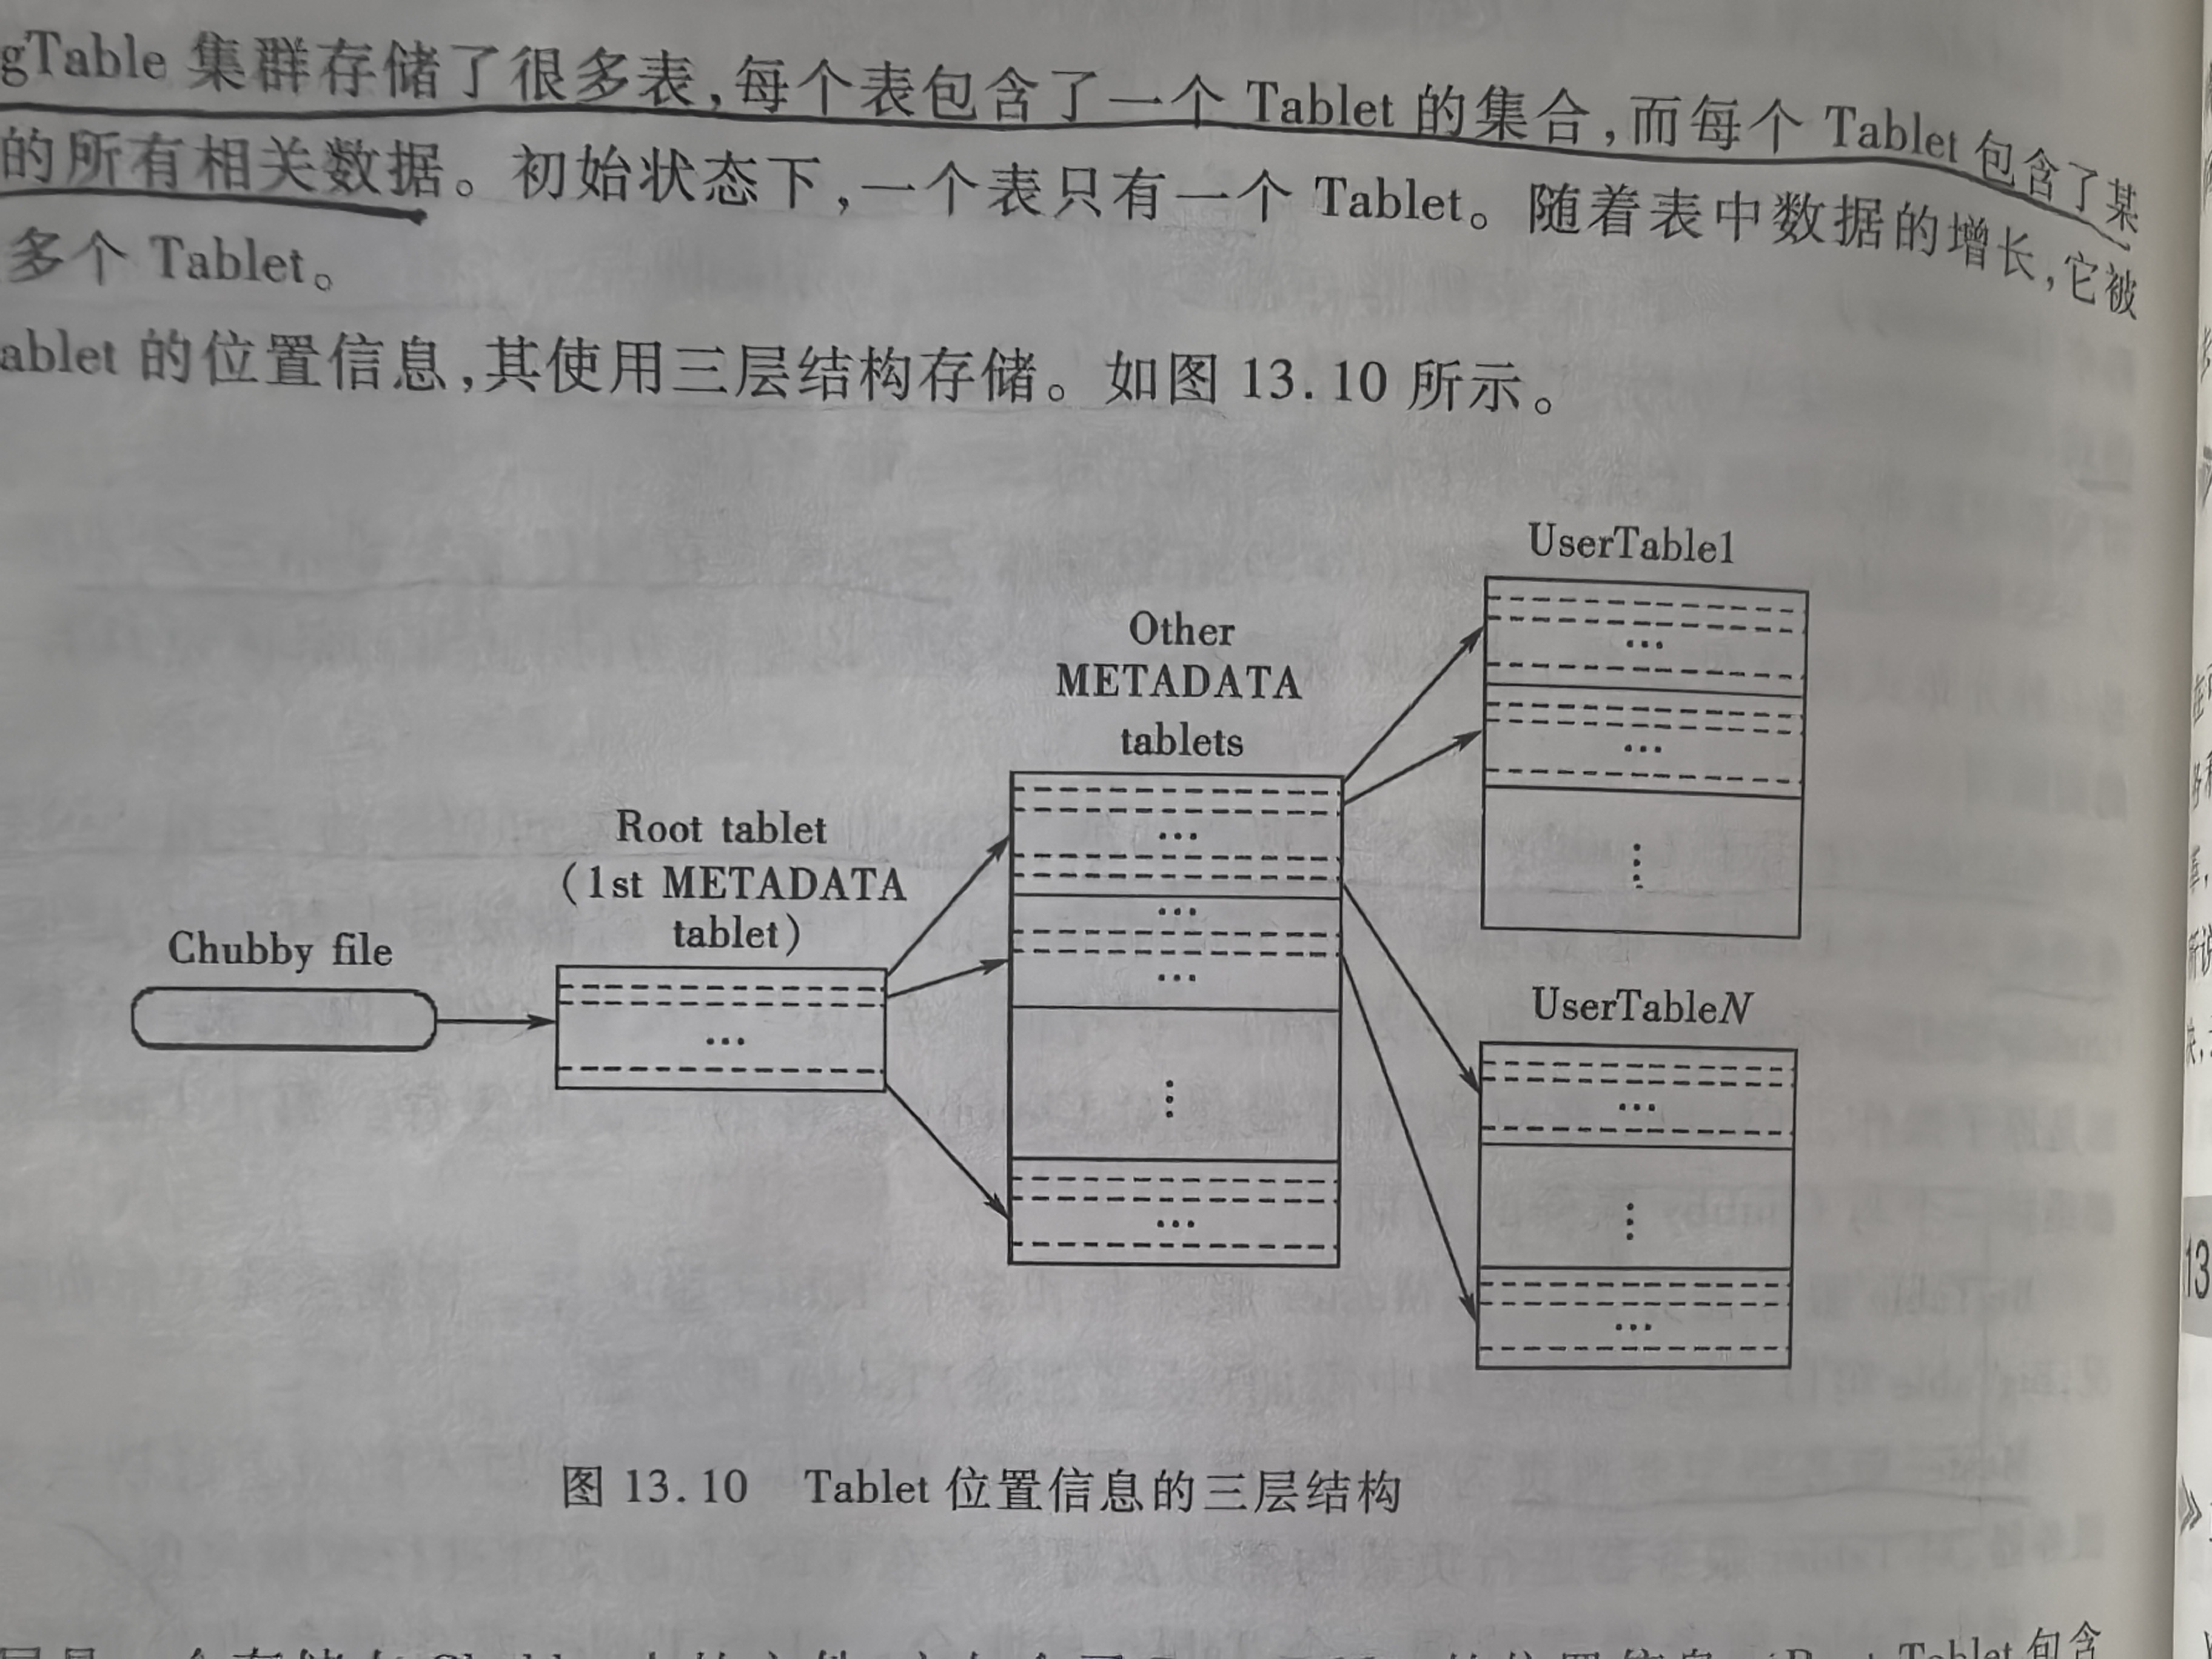 gTable 集群存储了很多表,每个表包含了一个 Tablet 的集合,而每个 Tablet 包含了某
的所有相关数据。初始状态下,一个表只有一个 Tablet。随着表中数据的增长,它被
多个 Tablet。
ablet 的位置信息,其使用三层结构存储。如图 13.10 所示。
UserTable1
Other
METADATA
tablets
Root tablet
(1st METADATA
tablet)
Chubby file
UserTableN
图 13.10 Tablet 位置信息的三层结构
包含
13